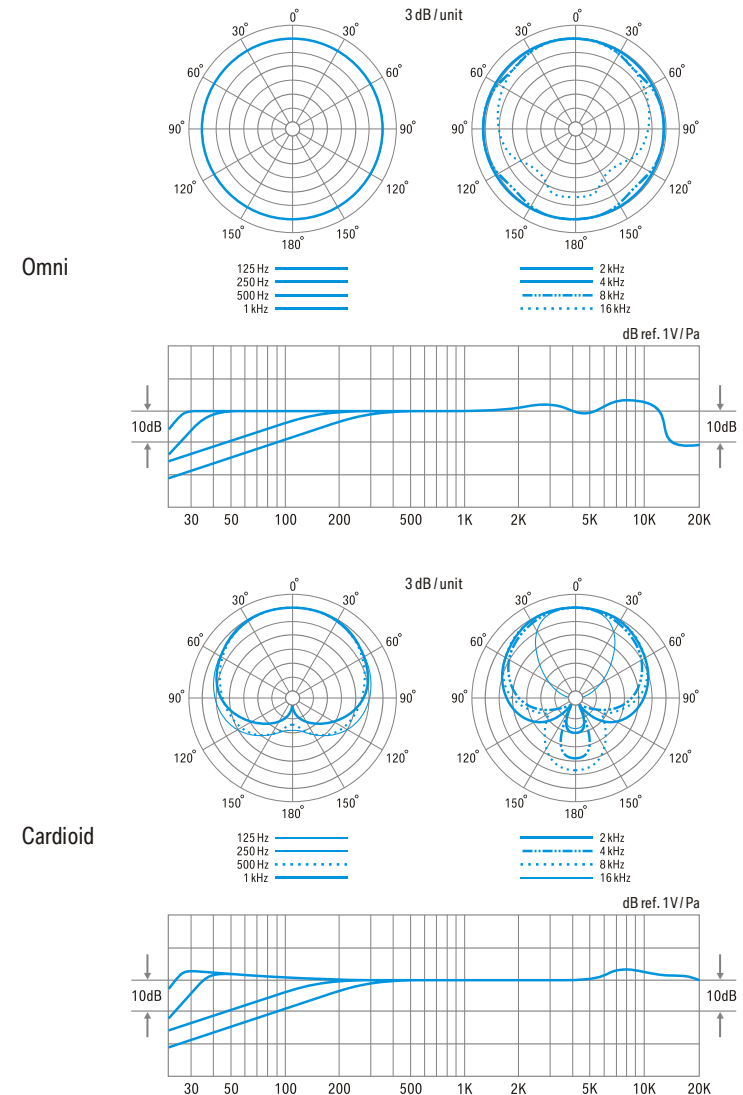 0° 3 dB / unit 0°
30° 30° 30° 30°
60° 60° 60° 60°
90° 90° 90° 90°
120° 120° 120° 120°
150° 150° 150° 150°
180° 180°
Omni
125 Hz 2 kHz
250 Hz 4 kHz
500 Hz 8 kHz
1 kHz 16 kHz
dB ref. 1 V / Pa
10dB 10dB
30 50 100 200 500 1K 2K 5K 10K 20K
0° 3 dB / unit 0°
30° 30° 30° 30°
60° 60° 60° 60°
90° 90° 90° 90°
120° 120° 120° 120°
150° 150° 150° 150°
180° 180°
Cardioid
125 Hz 2 kHz
250 Hz 4 kHz
500 Hz 8 kHz
1 kHz 16 kHz
dB ref. 1 V / Pa
10dB 10dB
30 50 100 200 500 1K 2K 5K 10K 20K